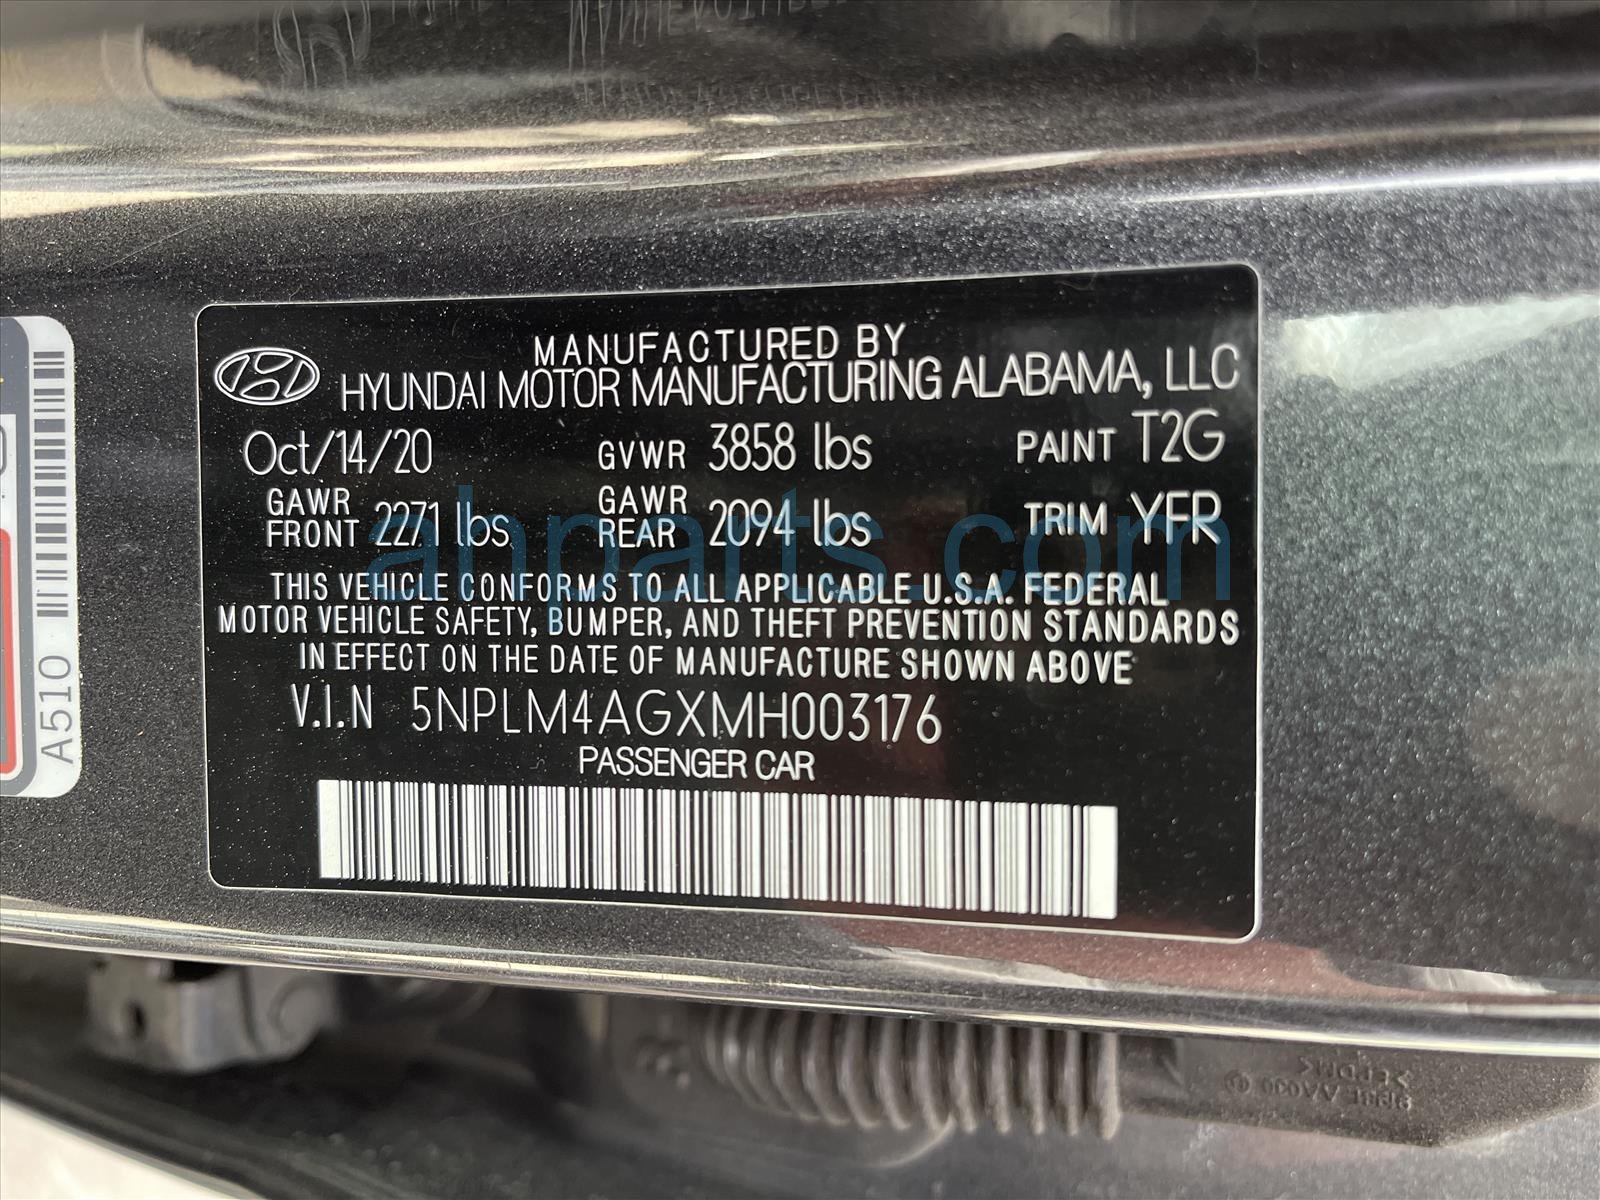 MANUFACTURED BY
HYUNDAI MOTOR MANUFACTURING ALABAMA, LLC
Oct/14/20 GVWR 3858 lbs PAINT T2G
GAWR FRONT 2271 lbs GAWR REAR 2094 lbs TRIM YFR
THIS VEHICLE CONFORMS TO ALL APPLICABLE U.S.A. FEDERAL
MOTOR VEHICLE SAFETY, BUMPER, AND THEFT PREVENTION STANDARDS
IN EFFECT ON THE DATE OF MANUFACTURE SHOWN ABOVE
V.I.N 5NPLM4AGXMH003176
PASSENGER CAR
A510
ahparts.com